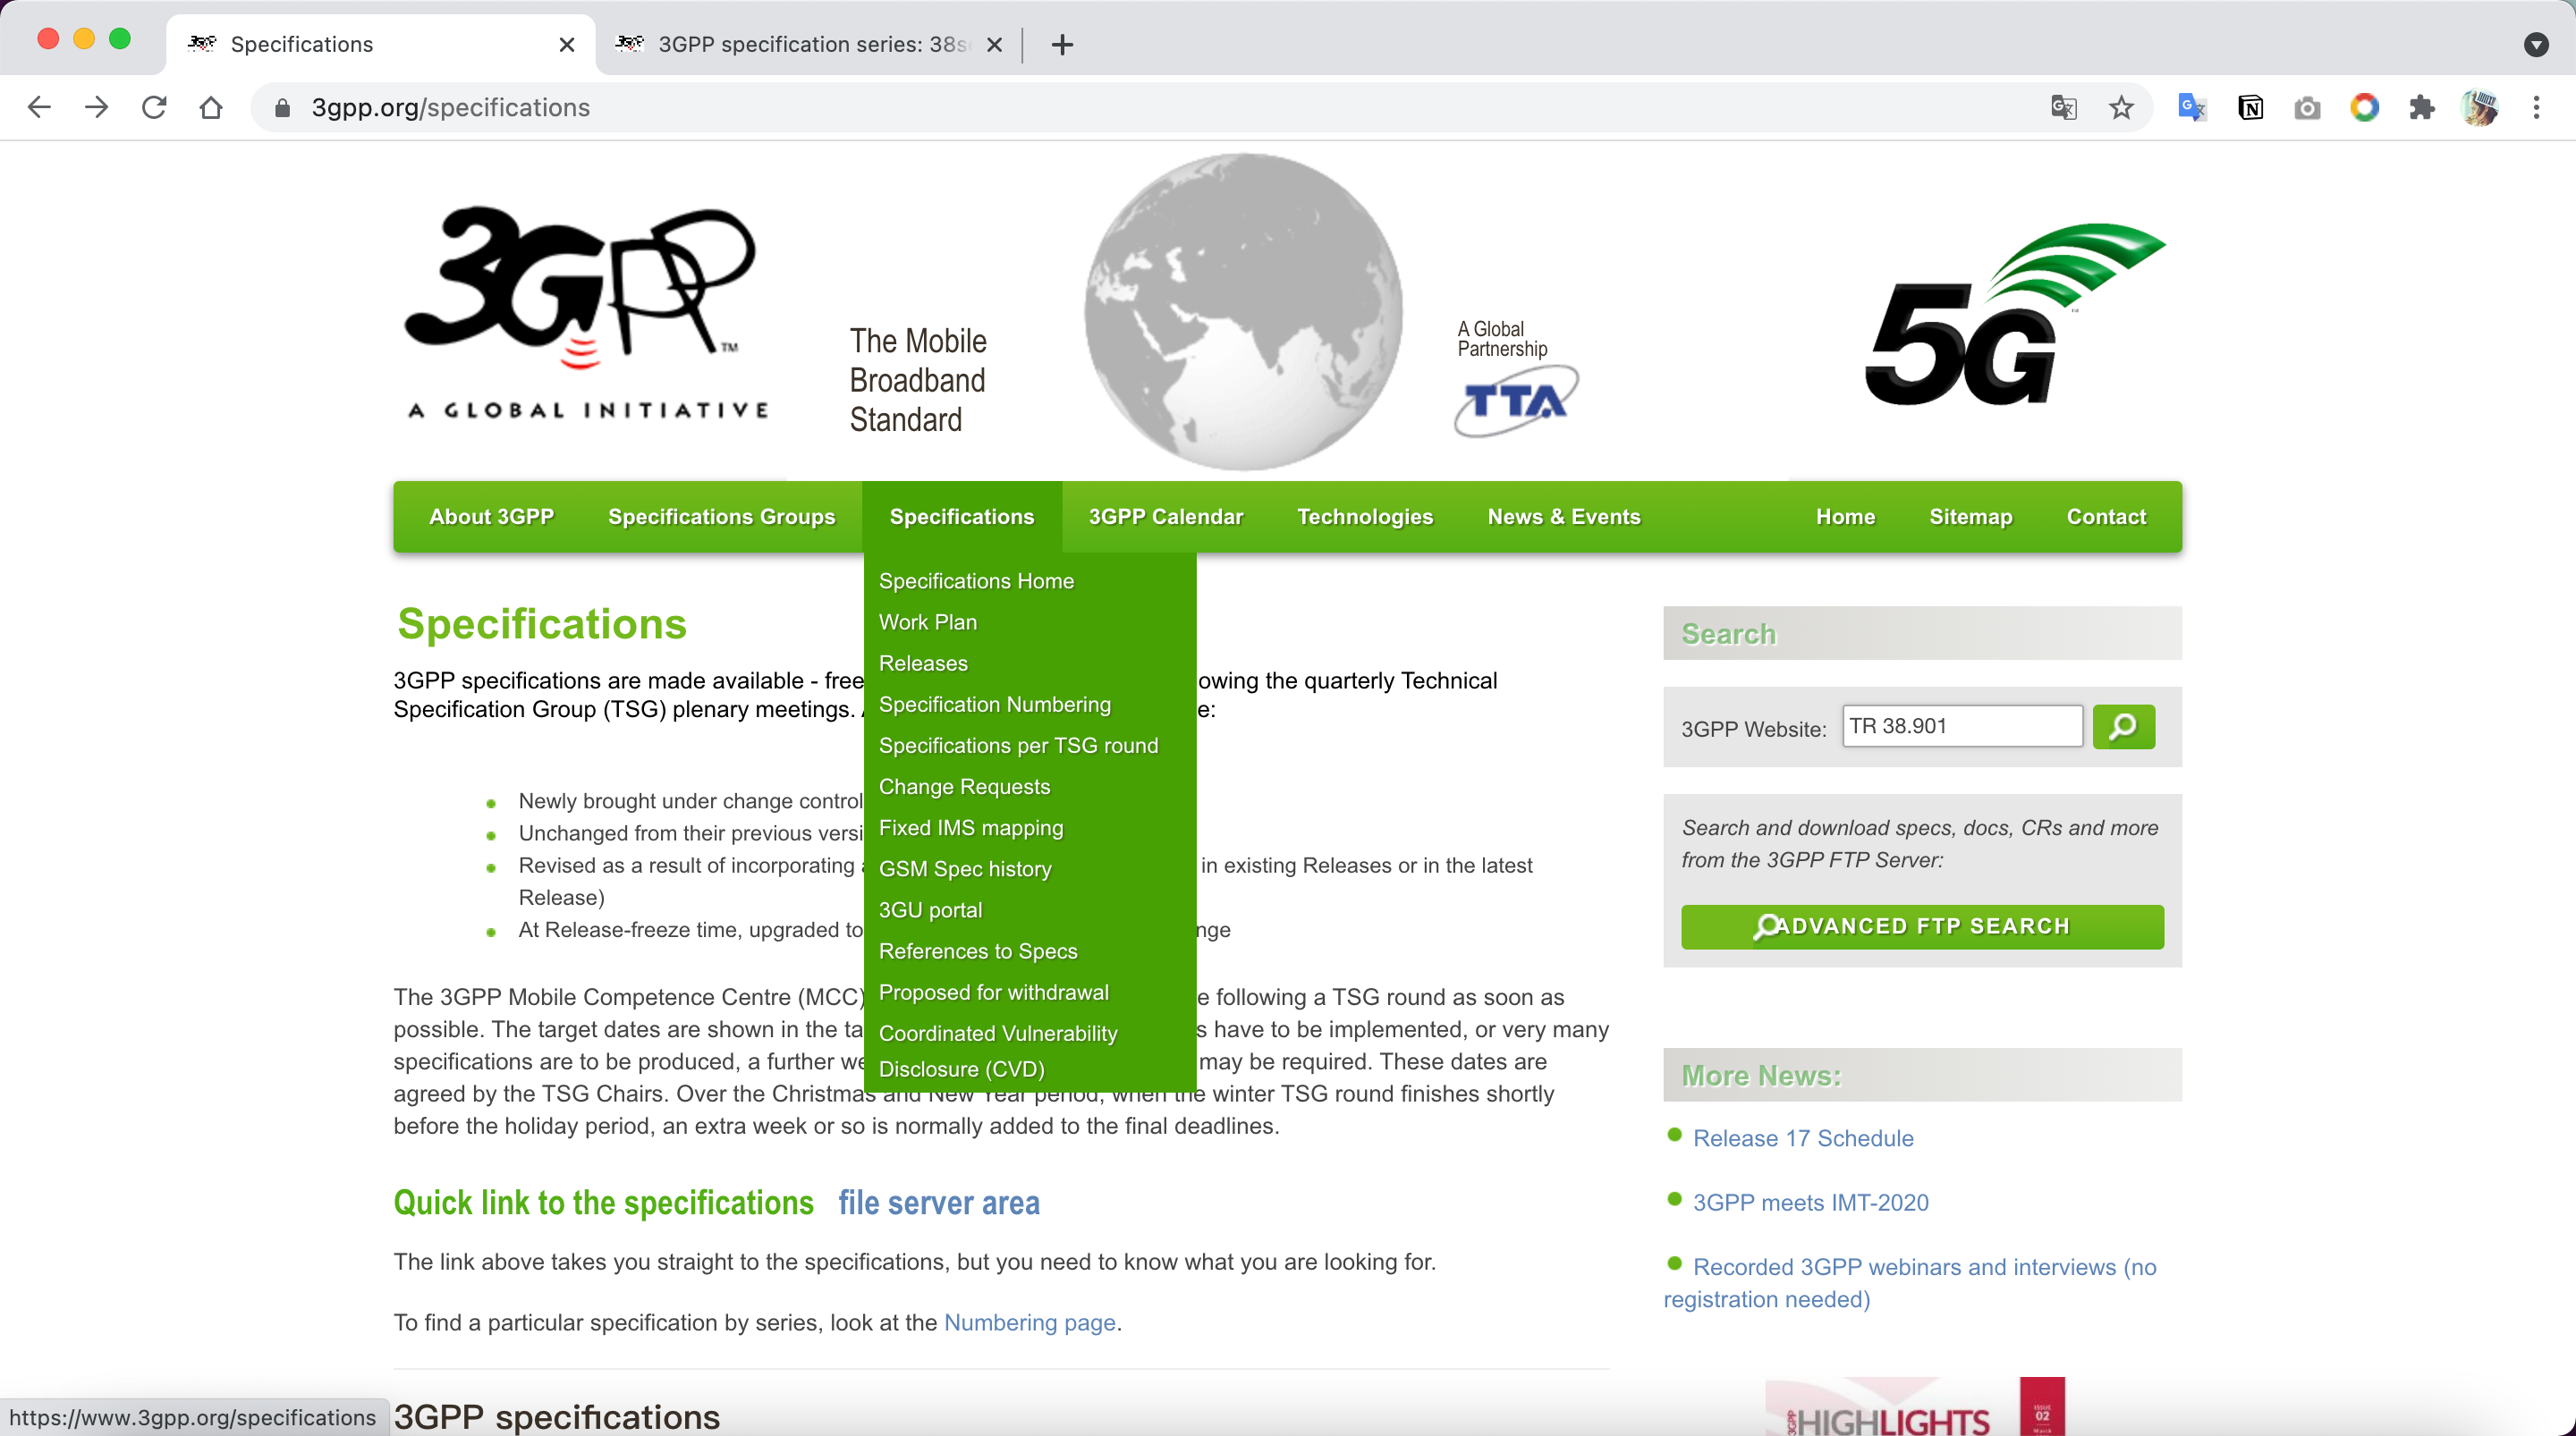 Specifications
3GPP specification series: 38s
3gpp.org/specifications
3GPP
TM
A GLOBAL INITIATIVE
The Mobile
Broadband
Standard
A Global
Partnership
TTA
5G
About 3GPP
Specifications Groups
Specifications
3GPP Calendar
Technologies
News & Events
Home
Sitemap
Contact
Specifications Home
Work Plan
Releases
Specification Numbering
Specifications per TSG round
Change Requests
Fixed IMS mapping
GSM Spec history
3GU portal
References to Specs
Proposed for withdrawal
Coordinated Vulnerability
Disclosure (CVD)
Specifications
3GPP specifications are made available - free owing the quarterly Technical
Specification Group (TSG) plenary meetings. e:
Newly brought under change control
Unchanged from their previous versi
Revised as a result of incorporating in existing Releases or in the latest
Release)
At Release-freeze time, upgraded to nge
The 3GPP Mobile Competence Centre (MCC) e following a TSG round as soon as
possible. The target dates are shown in the ta s have to be implemented, or very many
specifications are to be produced, a further we may be required. These dates are
agreed by the TSG Chairs. Over the Christmas and New Year period, when the winter TSG round finishes shortly
before the holiday period, an extra week or so is normally added to the final deadlines.
Quick link to the specifications file server area
The link above takes you straight to the specifications, but you need to know what you are looking for.
To find a particular specification by series, look at the Numbering page.
3GPP specifications
https://www.3gpp.org/specifications
Search
3GPP Website:
TR 38.901
Search and download specs, docs, CRs and more
from the 3GPP FTP Server:
ADVANCED FTP SEARCH
More News:
Release 17 Schedule
3GPP meets IMT-2020
Recorded 3GPP webinars and interviews (no
registration needed)
3GPP
HIGHLIGHTS
ISSUE
02
March